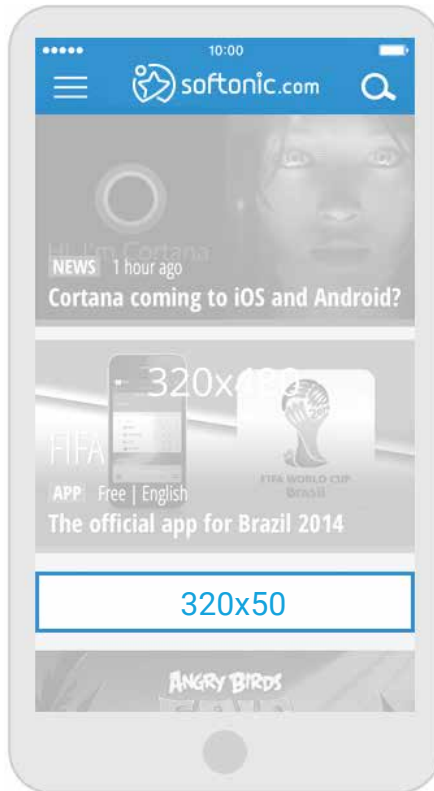 10:00
softonic.com
Hi, I'm Cortana
NEWS 1 hour ago
Cortana coming to iOS and Android?
320x480
FIFA
FIFA WORLD CUP
Brasil
APP Free | English
The official app for Brazil 2014
320x50
ANGRY BIRDS